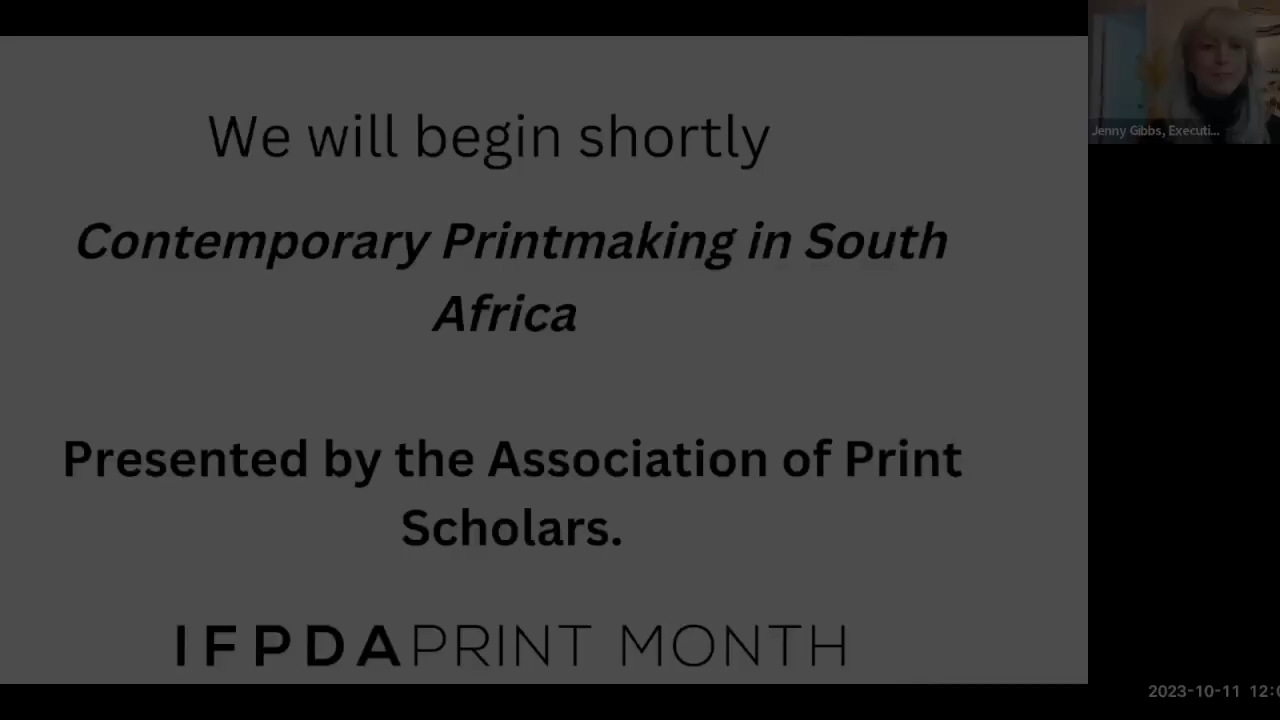 We will begin shortly
Contemporary Printmaking in South
Africa
Presented by the Association of Print
Scholars.
IFPDA PRINT MONTH
Jenny Gibbs, Executi...
2023-10-11 12:0